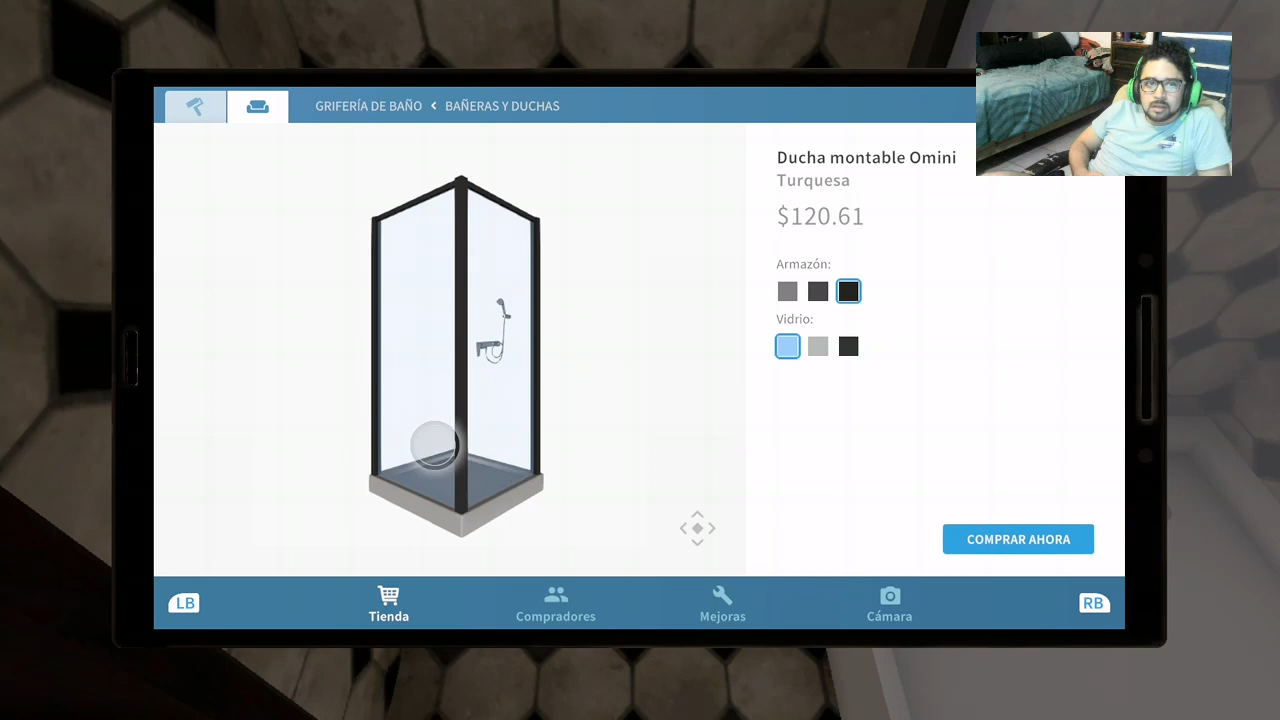 GRIFERÍA DE BAÑO < BAÑERAS Y DUCHAS
Ducha montable Omini
Turquesa
$120.61
Armazón:
Vidrio:
COMPRAR AHORA
LB
Tienda
Compradores
Mejoras
Cámara
RB